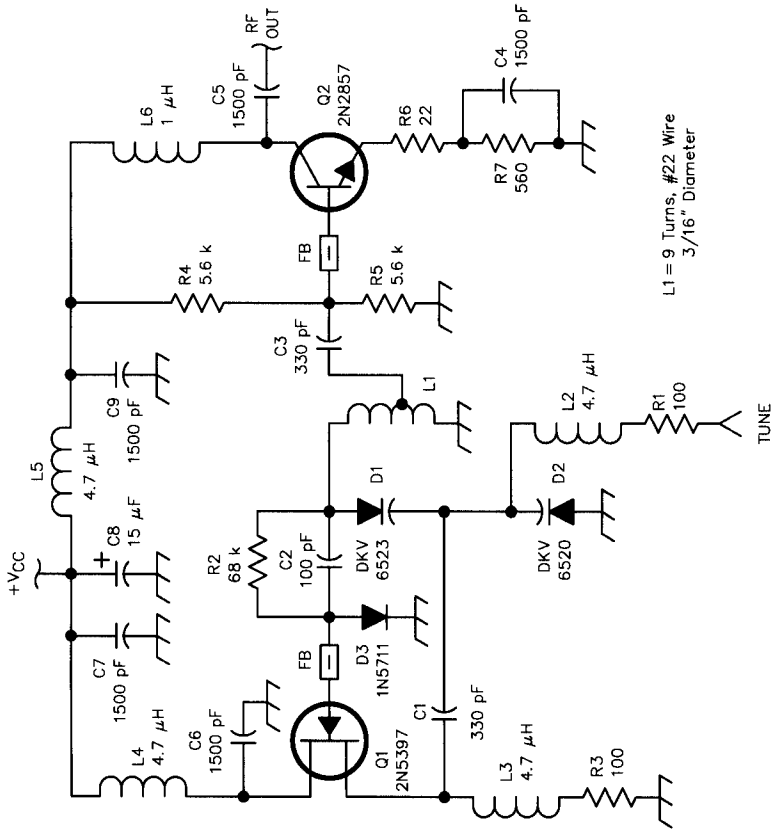 +VCC
L5
4.7 μH
L4
4.7 μH
C7
1500 pF
C8
15 μF
+
C9
1500 pF
L6
1 μH
C5
1500 pF
RF
OUT
C6
1500 pF
R2
68 k
C2
100 pF
R4
5.6 k
FB
Q2
2N2857
FB
Q1
2N5397
D3
1N5711
D1
DKV
6523
L1
C3
330 pF
R5
5.6 k
R6
22
R7
560
C4
1500 pF
C1
330 pF
D2
DKV
6520
L2
4.7 μH
R1
100
TUNE
L3
4.7 μH
R3
100
L1 = 9 Turns, #22 Wire
3/16" Diameter